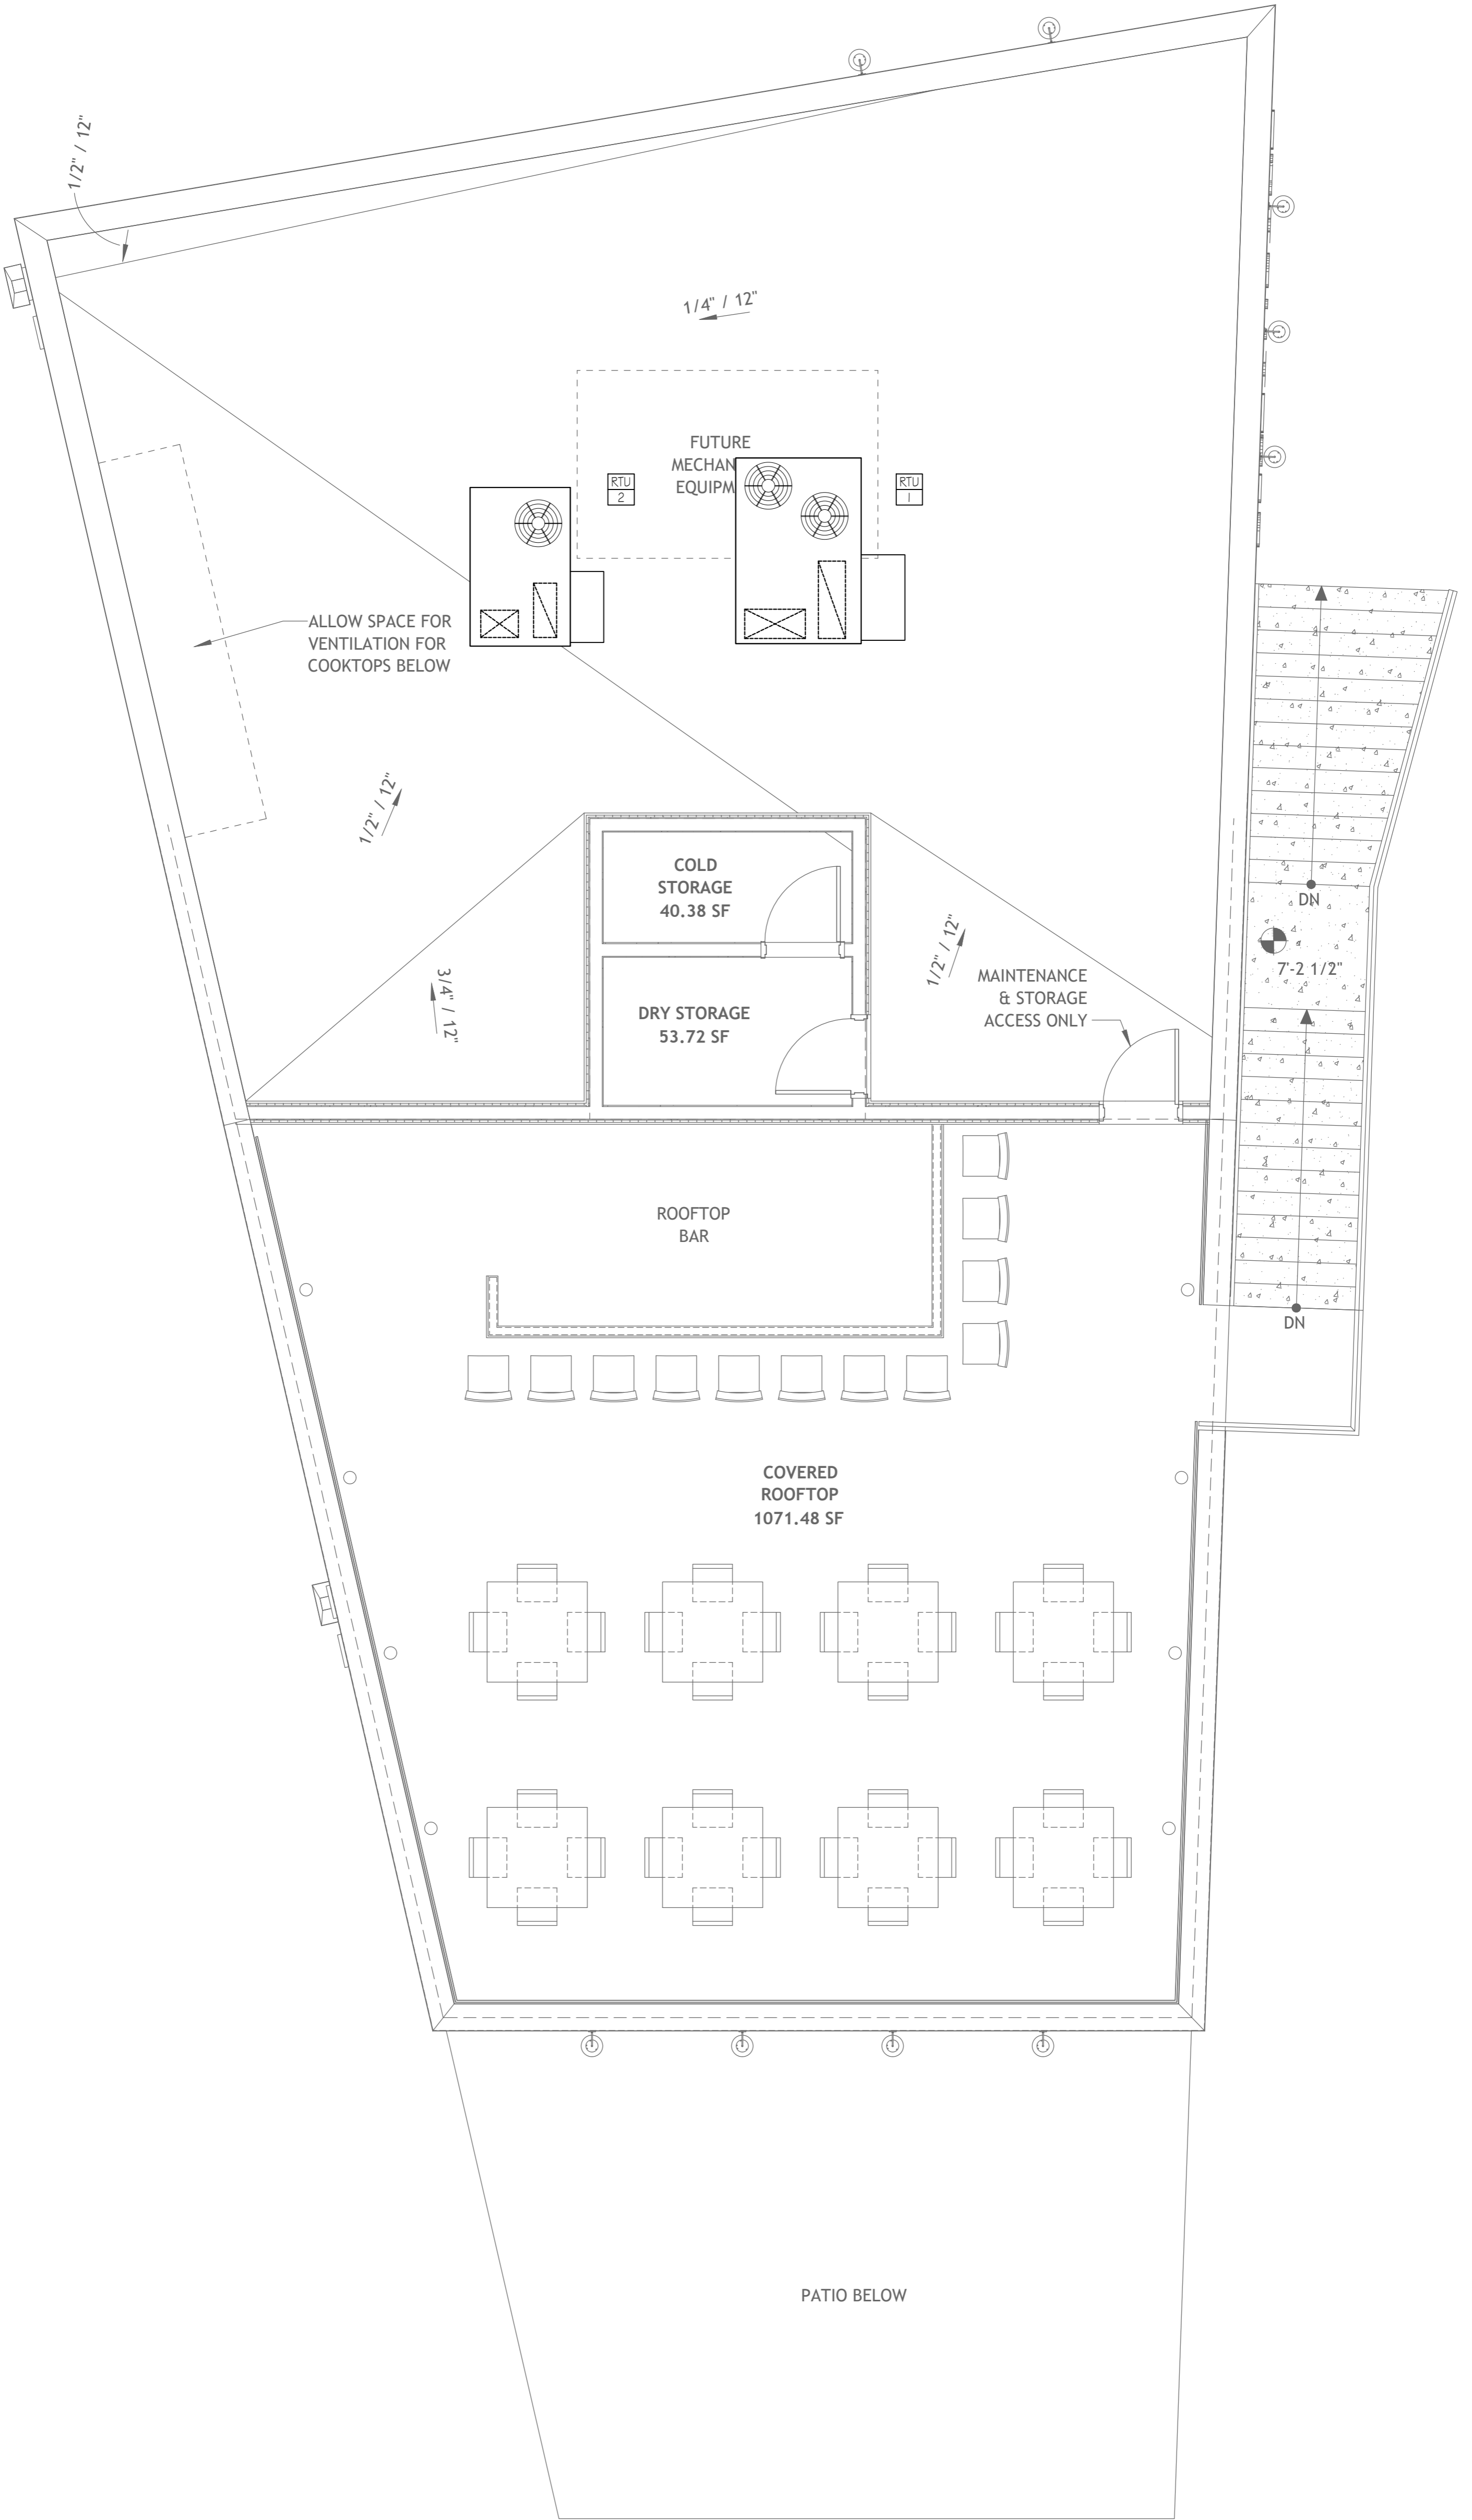 1/2" / 12"
1/4" / 12"
FUTURE
MECHAN
EQUIPM
RTU
2
RTU
1
ALLOW SPACE FOR
VENTILATION FOR
COOKTOPS BELOW
1/2" / 12"
COLD
STORAGE
40.38 SF
DN
1/2" / 12"
3/4" / 12"
7'-2 1/2"
MAINTENANCE
& STORAGE
ACCESS ONLY
DRY STORAGE
53.72 SF
ROOFTOP
BAR
DN
COVERED
ROOFTOP
1071.48 SF
PATIO BELOW